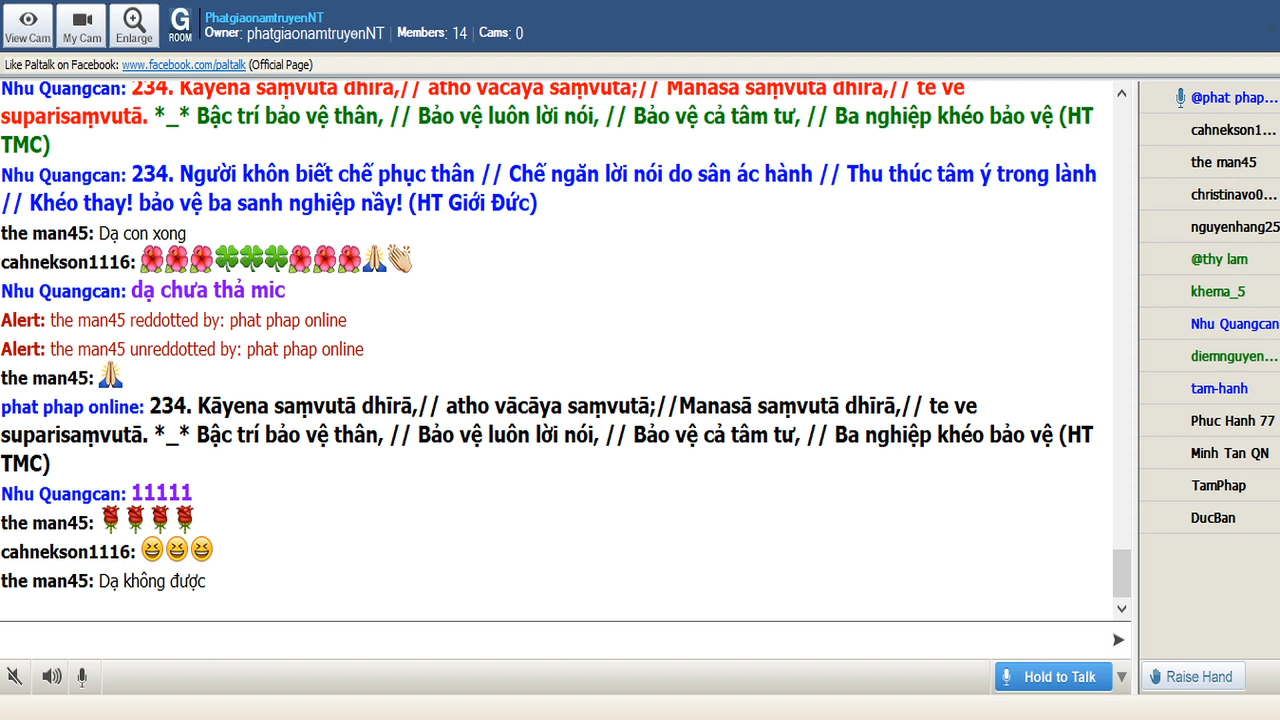 View Cam
My Cam
Enlarge
G
ROOM
PhatgiaonamtruyenNT
Owner: phatgiaonamtruyenNT | Members: 14 | Cams: 0
Like Paltalk on Facebook: www.facebook.com/paltalk (Official Page)
Nhu Quangcan: 234. Kāyena saṃvutā dhīrā,// atho vācāya saṃvutā;// Manasā saṃvutā dhīrā,// te ve
suparisaṃvutā. *_* Bậc trí bảo vệ thân, // Bảo vệ luôn lời nói, // Bảo vệ cả tâm tư, // Ba nghiệp khéo bảo vệ (HT
TMC)
Nhu Quangcan: 234. Người khôn biết chế phục thân // Chế ngăn lời nói do sân ác hành // Thu thúc tâm ý trong lành
// Khéo thay! bảo vệ ba sanh nghiệp nầy! (HT Giới Đức)
the man45: Dạ con xong
cahnekson1116:
Nhu Quangcan: dạ chưa thả mic
Alert: the man45 reddotted by: phat phap online
Alert: the man45 unreddotted by: phat phap online
the man45:
phat phap online: 234. Kāyena saṃvutā dhīrā,// atho vācāya saṃvutā;//Manasā saṃvutā dhīrā,// te ve
suparisaṃvutā. *_* Bậc trí bảo vệ thân, // Bảo vệ luôn lời nói, // Bảo vệ cả tâm tư, // Ba nghiệp khéo bảo vệ (HT
TMC)
Nhu Quangcan: 11111
the man45:
cahnekson1116:
the man45: Dạ không được
@phat phap...
cahnekson1...
the man45
christinavo0...
nguyenhang25
@thy lam
khema_5
Nhu Quangcan
diemnguyen...
tam-hanh
Phuc Hanh 77
Minh Tan QN
TamPhap
DucBan
Hold to Talk
Raise Hand